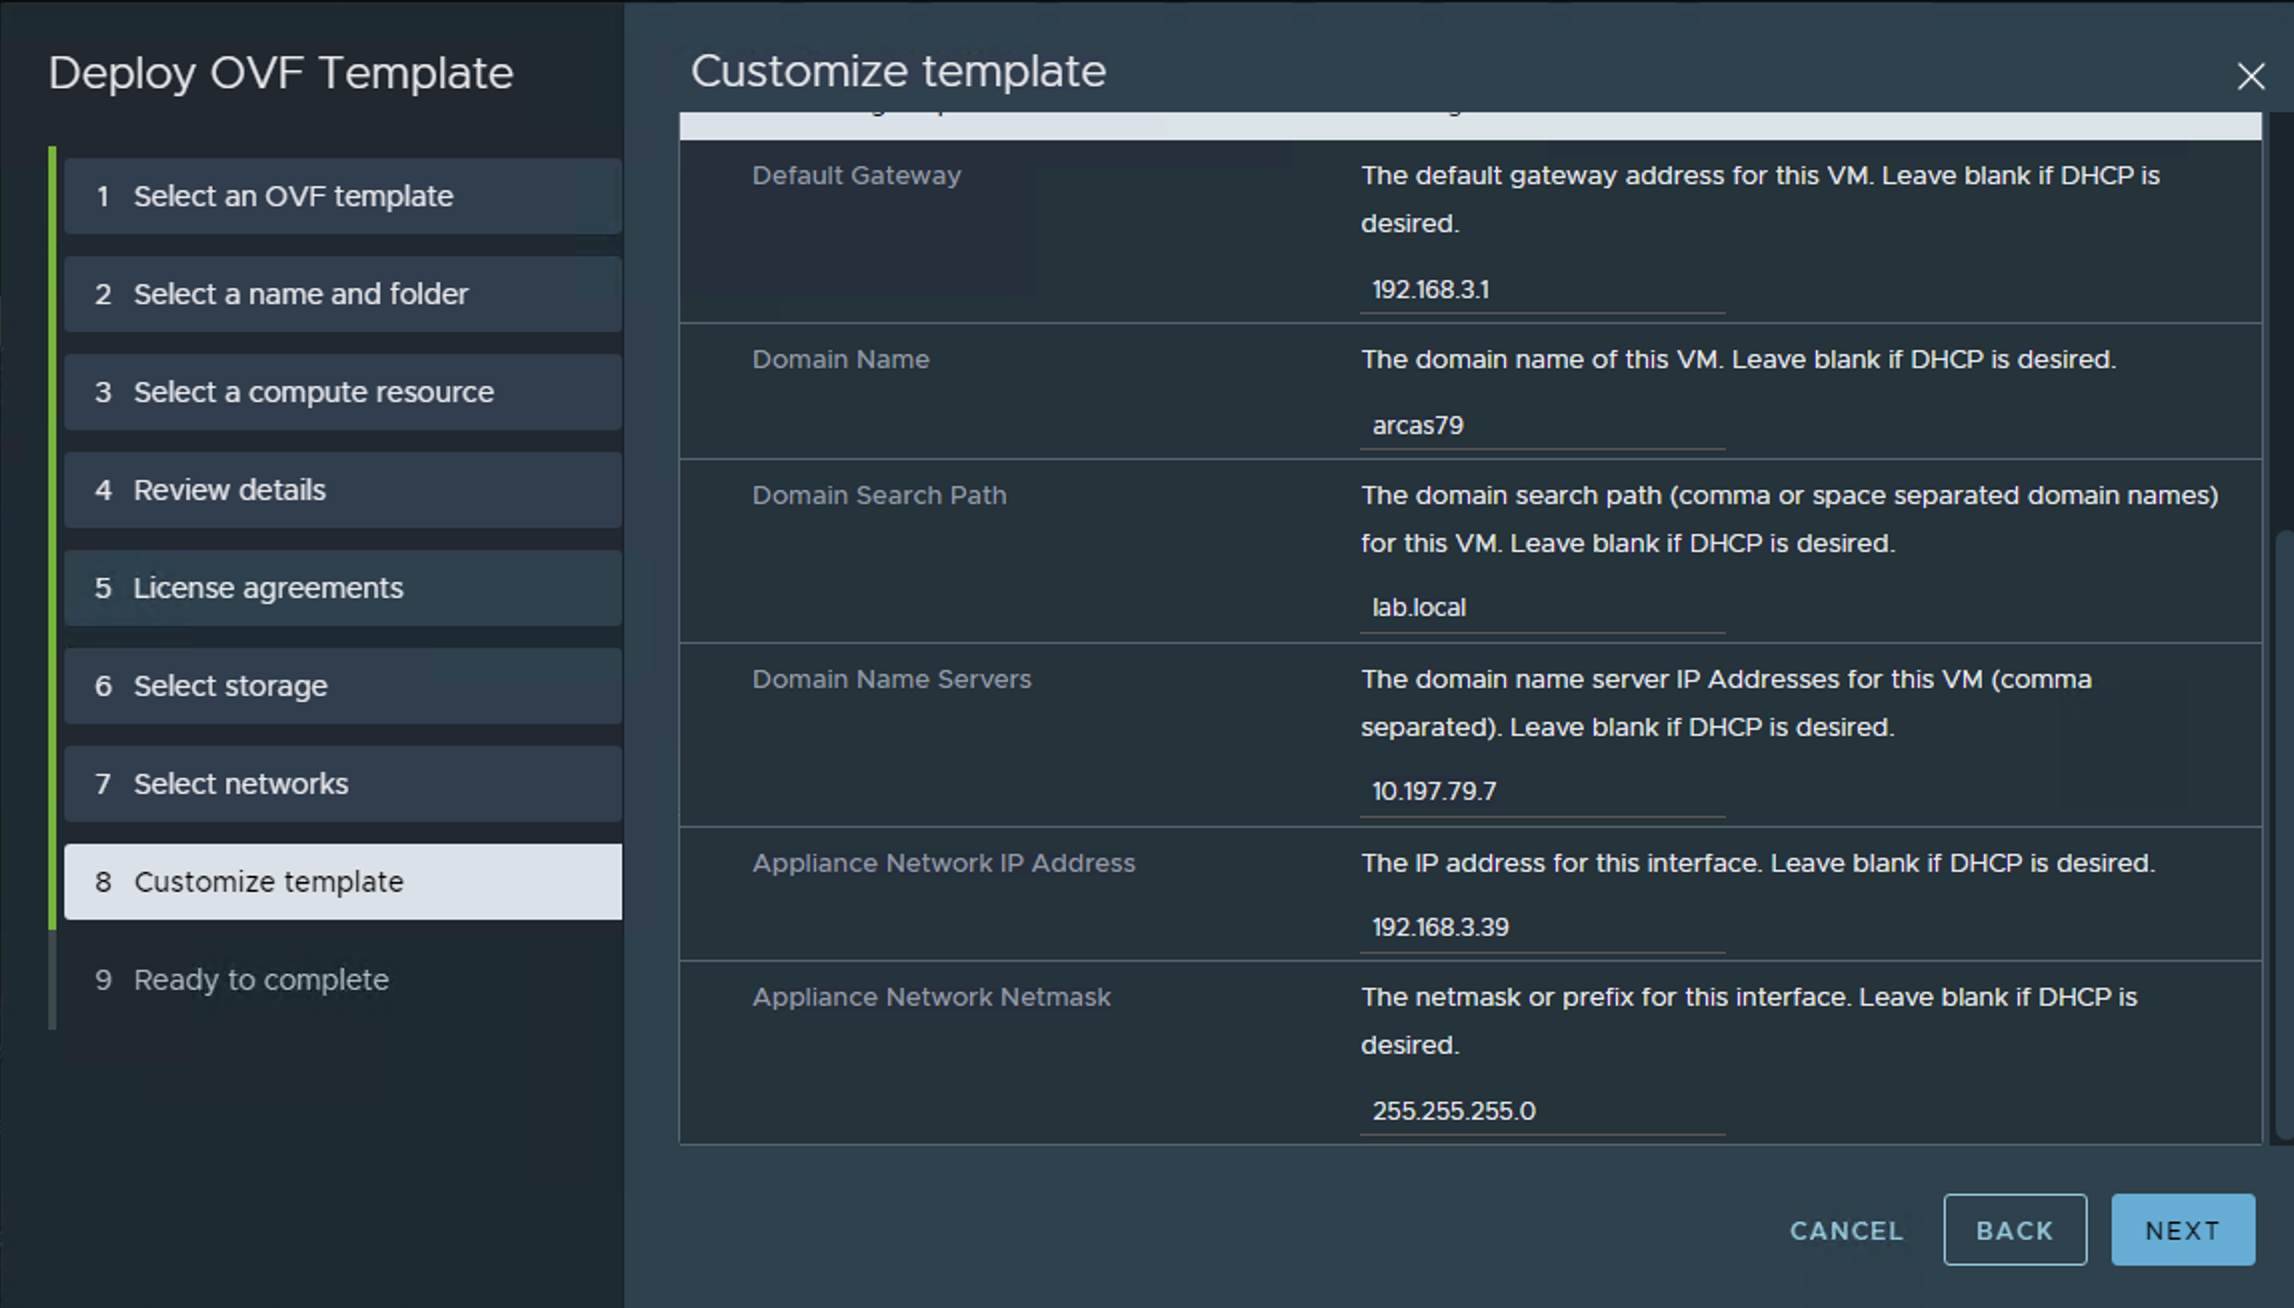 Deploy OVF Template
1 Select an OVF template
2 Select a name and folder
3 Select a compute resource
4 Review details
5 License agreements
6 Select storage
7 Select networks
8 Customize template
9 Ready to complete
Customize template
Default Gateway
The default gateway address for this VM. Leave blank if DHCP is
desired.
192.168.3.1
Domain Name
The domain name of this VM. Leave blank if DHCP is desired.
arcas79
Domain Search Path
The domain search path (comma or space separated domain names)
for this VM. Leave blank if DHCP is desired.
lab.local
Domain Name Servers
The domain name server IP Addresses for this VM (comma
separated). Leave blank if DHCP is desired.
10.197.79.7
Appliance Network IP Address
The IP address for this interface. Leave blank if DHCP is desired.
192.168.3.39
Appliance Network Netmask
The netmask or prefix for this interface. Leave blank if DHCP is
desired.
255.255.255.0
CANCEL
BACK
NEXT